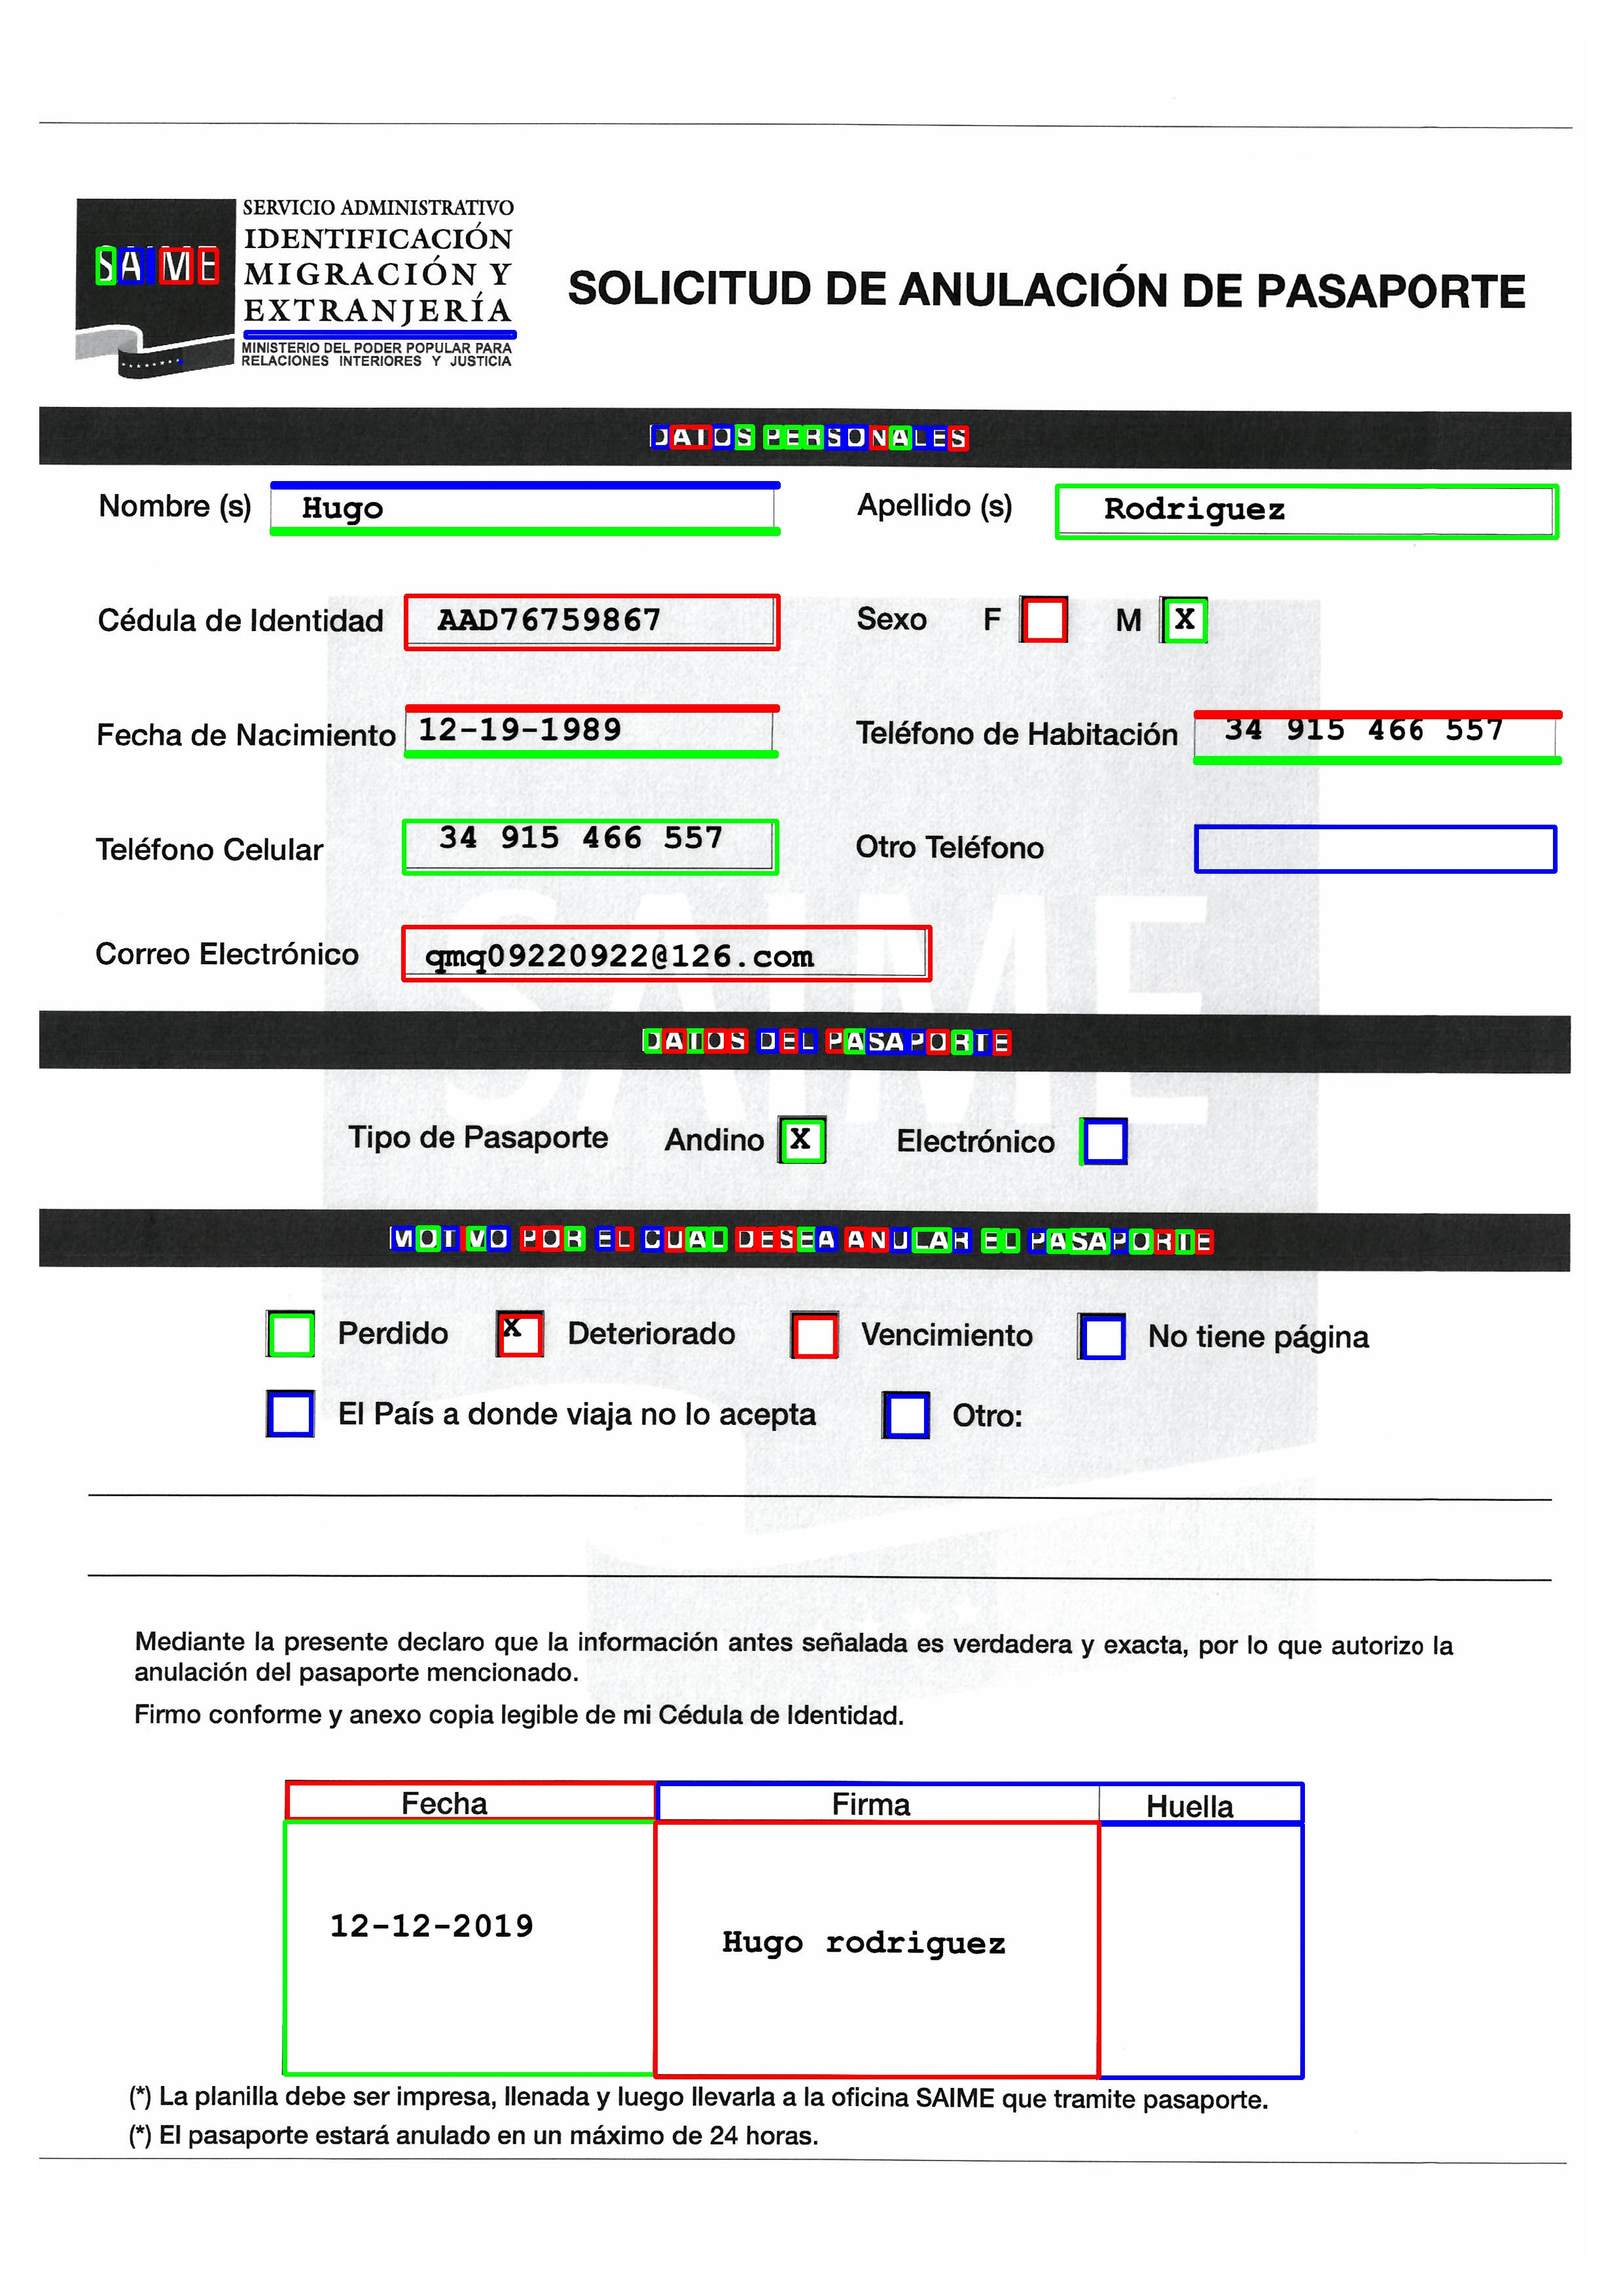 SERVICIO ADMINISTRATIVO
IDENTIFICACIÓN
MIGRACIÓN Y
EXTRANJERÍA
MINISTERIO DEL PODER POPULAR PARA
RELACIONES INTERIORES Y JUSTICIA
SAIME
SOLICITUD DE ANULACIÓN DE PASAPORTE
DATOS PERSONALES
Nombre (s) Hugo Apellido (s) Rodriguez
Cédula de Identidad AAD76759867 Sexo F M X
Fecha de Nacimiento 12-19-1989 Teléfono de Habitación 34 915 466 557
Teléfono Celular 34 915 466 557 Otro Teléfono
Correo Electrónico qmq09220922@126.com
SAIME
DATOS DEL PASAPORTE
Tipo de Pasaporte Andino X Electrónico
MOTIVO POR EL CUAL DESEA ANULAR EL PASAPORTE
Perdido X Deteriorado Vencimiento No tiene página
El País a donde viaja no lo acepta Otro:
Mediante la presente declaro que la información antes señalada es verdadera y exacta, por lo que autorizo la
anulación del pasaporte mencionado.
Firmo conforme y anexo copia legible de mi Cédula de Identidad.
Fecha Firma Huella
12-12-2019 Hugo rodriguez
(*) La planilla debe ser impresa, llenada y luego llevarla a la oficina SAIME que tramite pasaporte.
(*) El pasaporte estará anulado en un máximo de 24 horas.